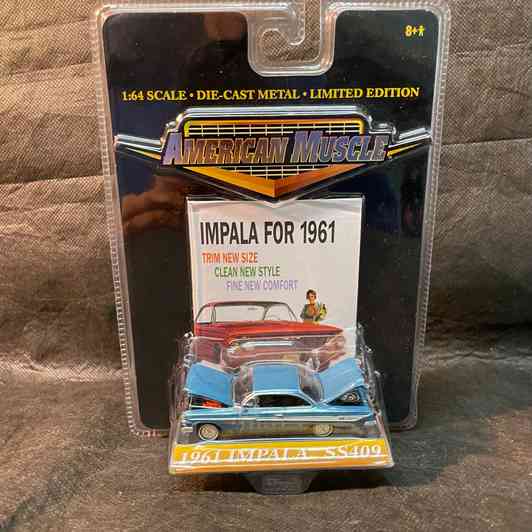 8+
1:64 SCALE • DIE-CAST METAL • LIMITED EDITION
AMERICAN MUSCLE
IMPALA FOR 1961
TRIM NEW SIZE
CLEAN NEW STYLE
FINE NEW COMFORT
1961 IMPALA SS409